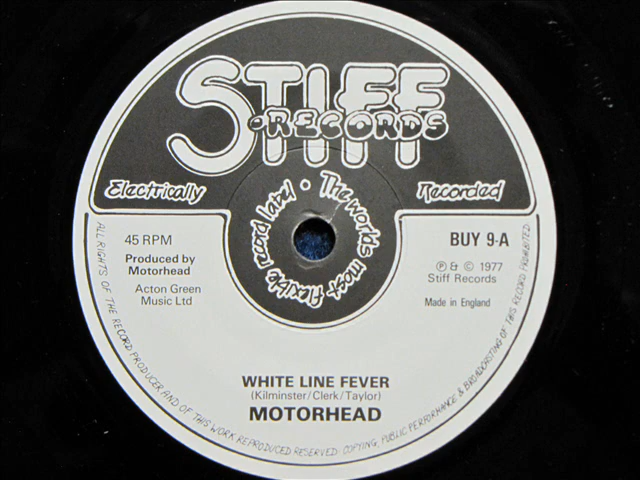 STIFF
RECORDS
Electrically
Recorded
The worlds most flexible record label
45 RPM
Produced by
Motorhead
Acton Green
Music Ltd
BUY 9-A
℗ & © 1977
Stiff Records
Made in England
WHITE LINE FEVER
(Kilminster/Clerk/Taylor)
MOTORHEAD
ALL RIGHTS OF THE RECORD PRODUCER AND OF THIS WORK REPRODUCED RESERVED. COPYING, PUBLIC PERFORMANCE & BROADCASTING OF THIS RECORD PROHIBITED